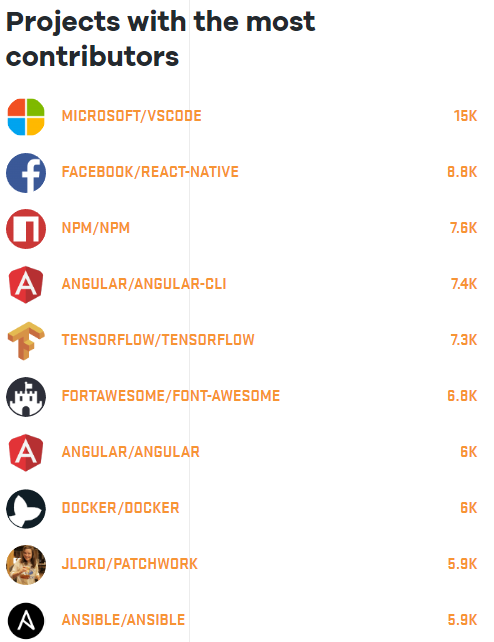 Projects with the most
contributors
MICROSOFT/VSCODE 15K
FACEBOOK/REACT-NATIVE 8.8K
NPM/NPM 7.6K
ANGULAR/ANGULAR-CLI 7.4K
TENSORFLOW/TENSORFLOW 7.3K
FORTAWESOME/FONT-AWESOME 6.8K
ANGULAR/ANGULAR 6K
DOCKER/DOCKER 6K
JLORD/PATCHWORK 5.9K
ANSIBLE/ANSIBLE 5.9K